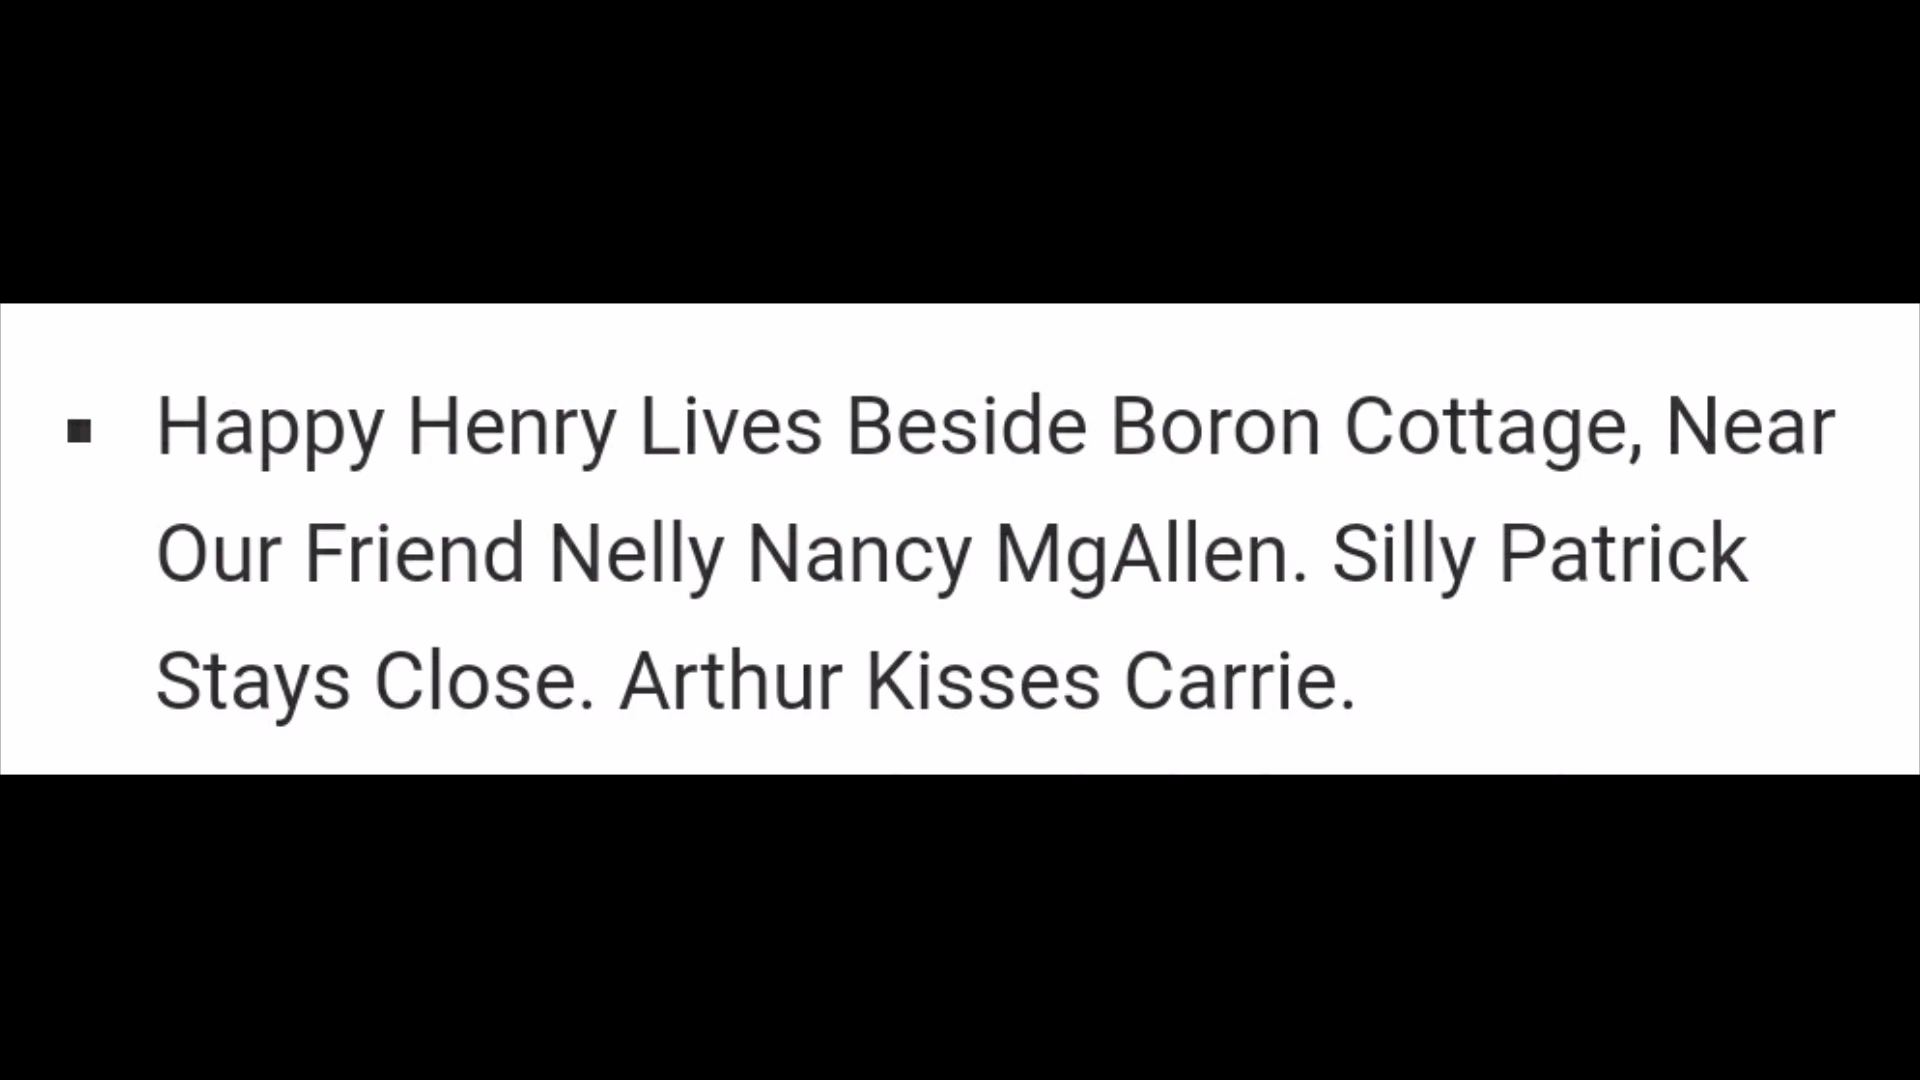 ▪ Happy Henry Lives Beside Boron Cottage, Near
Our Friend Nelly Nancy MgAllen. Silly Patrick
Stays Close. Arthur Kisses Carrie.